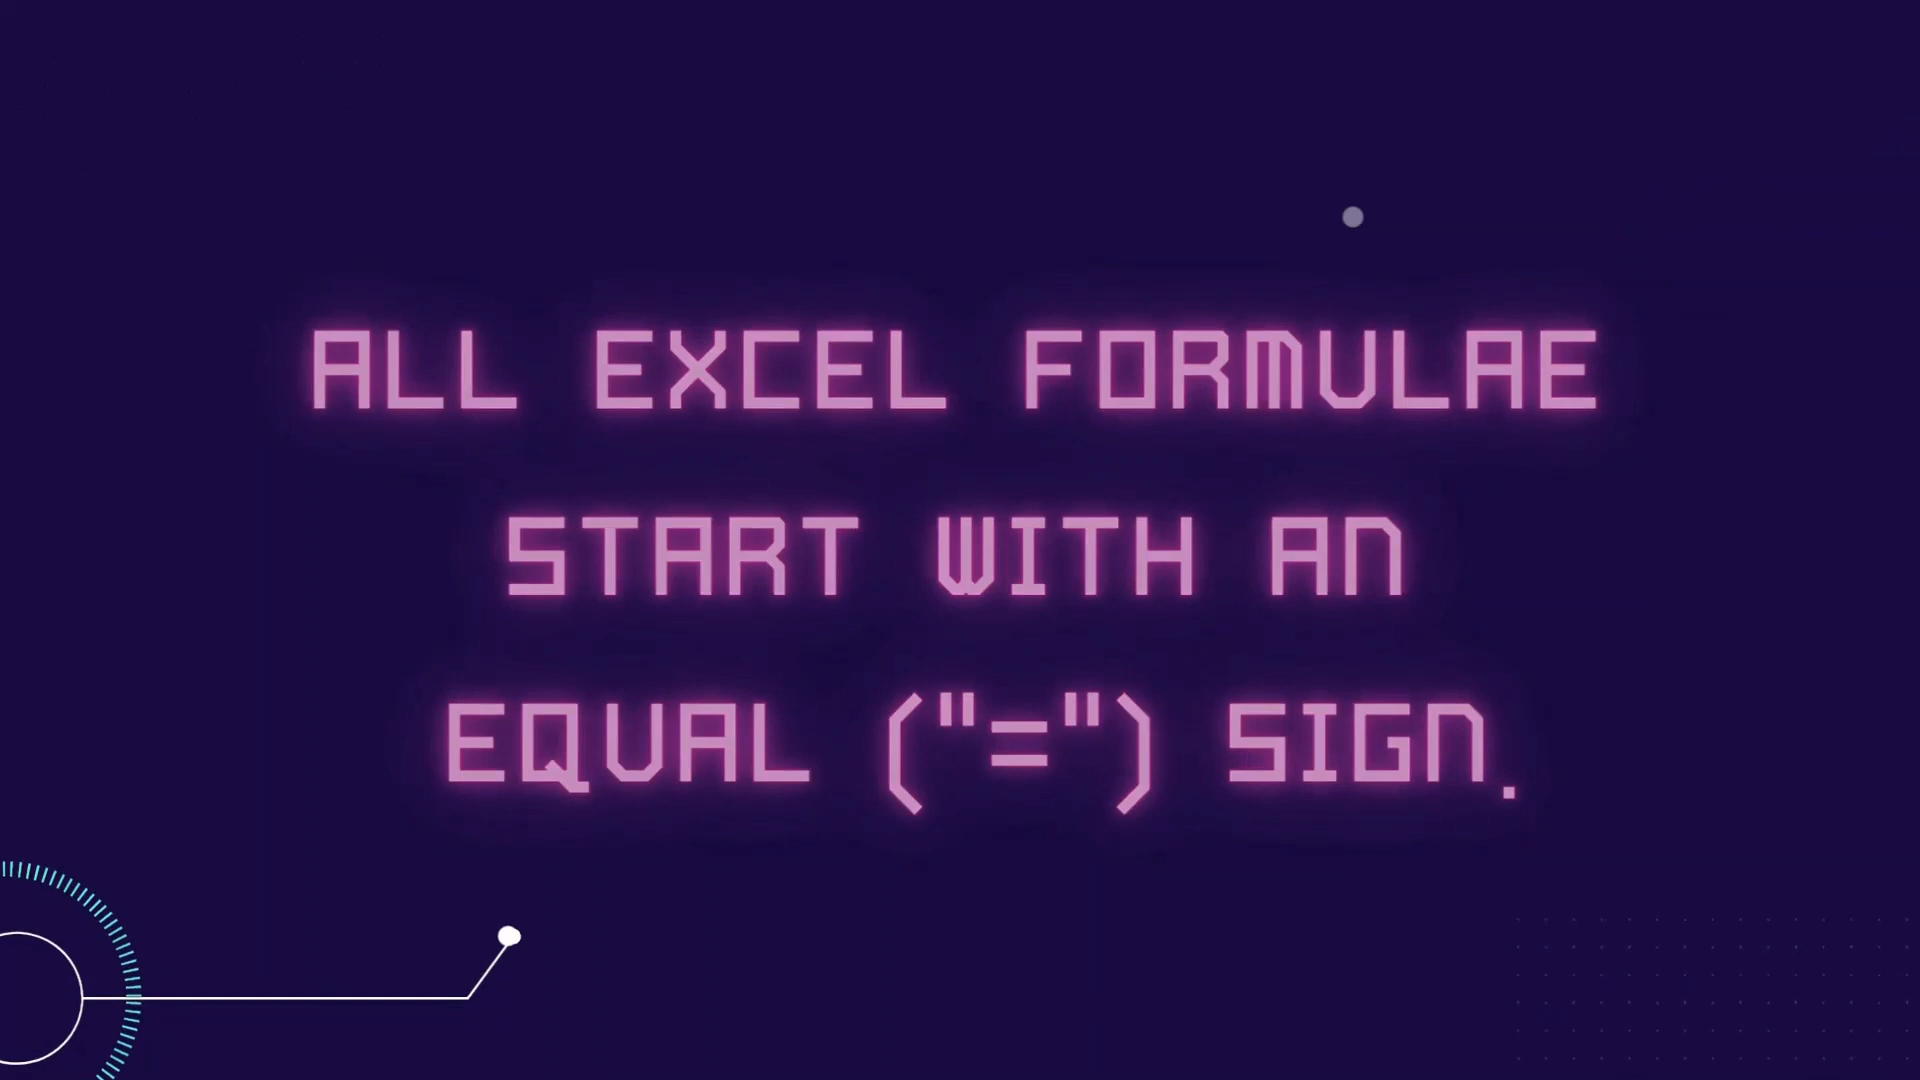 ALL EXCEL FORMULAE
START WITH AN
EQUAL ("=") SIGN.